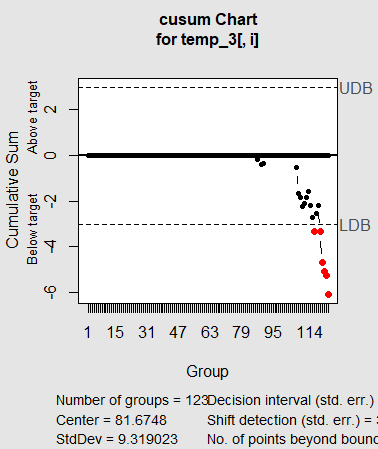 cusum Chart
for temp_3[, i]
Cumulative Sum
Above target
Below target
2
0
-2
-4
-6
UDB
LDB
1 15 31 47 63 79 95 114
Group
Number of groups = 123
Decision interval (std. err.)
Center = 81.6748
Shift detection (std. err.) =
StdDev = 9.319023
No. of points beyond